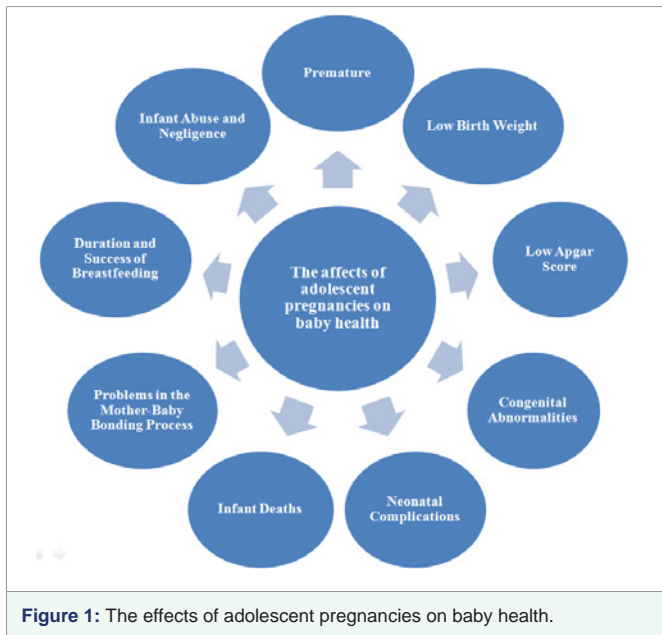 Premature
Low Birth Weight
Low Apgar
Score
Congenital
Abnormalities
Neonatal
Complications
Infant Deaths
Problems in the
Mother-Baby
Bonding Process
Duration and
Success of
Breastfeeding
Infant Abuse and
Negligence
The affects of
adolescent
pregnancies on
baby health
Figure 1: The effects of adolescent pregnancies on baby health.